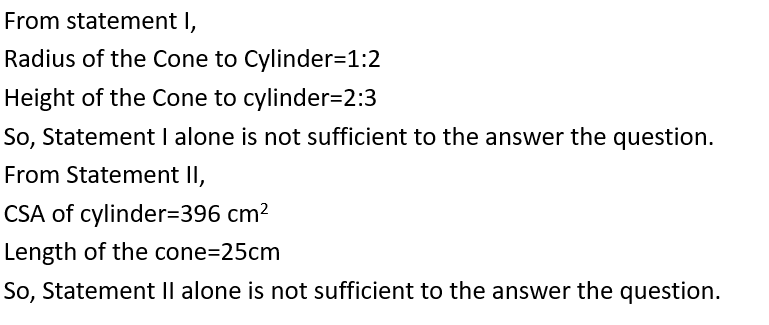 From statement I,
Radius of the Cone to Cylinder=1:2
Height of the Cone to cylinder=2:3
So, Statement I alone is not sufficient to the answer the question.
From Statement II,
CSA of cylinder=396 cm²
Length of the cone=25cm
So, Statement II alone is not sufficient to the answer the question.